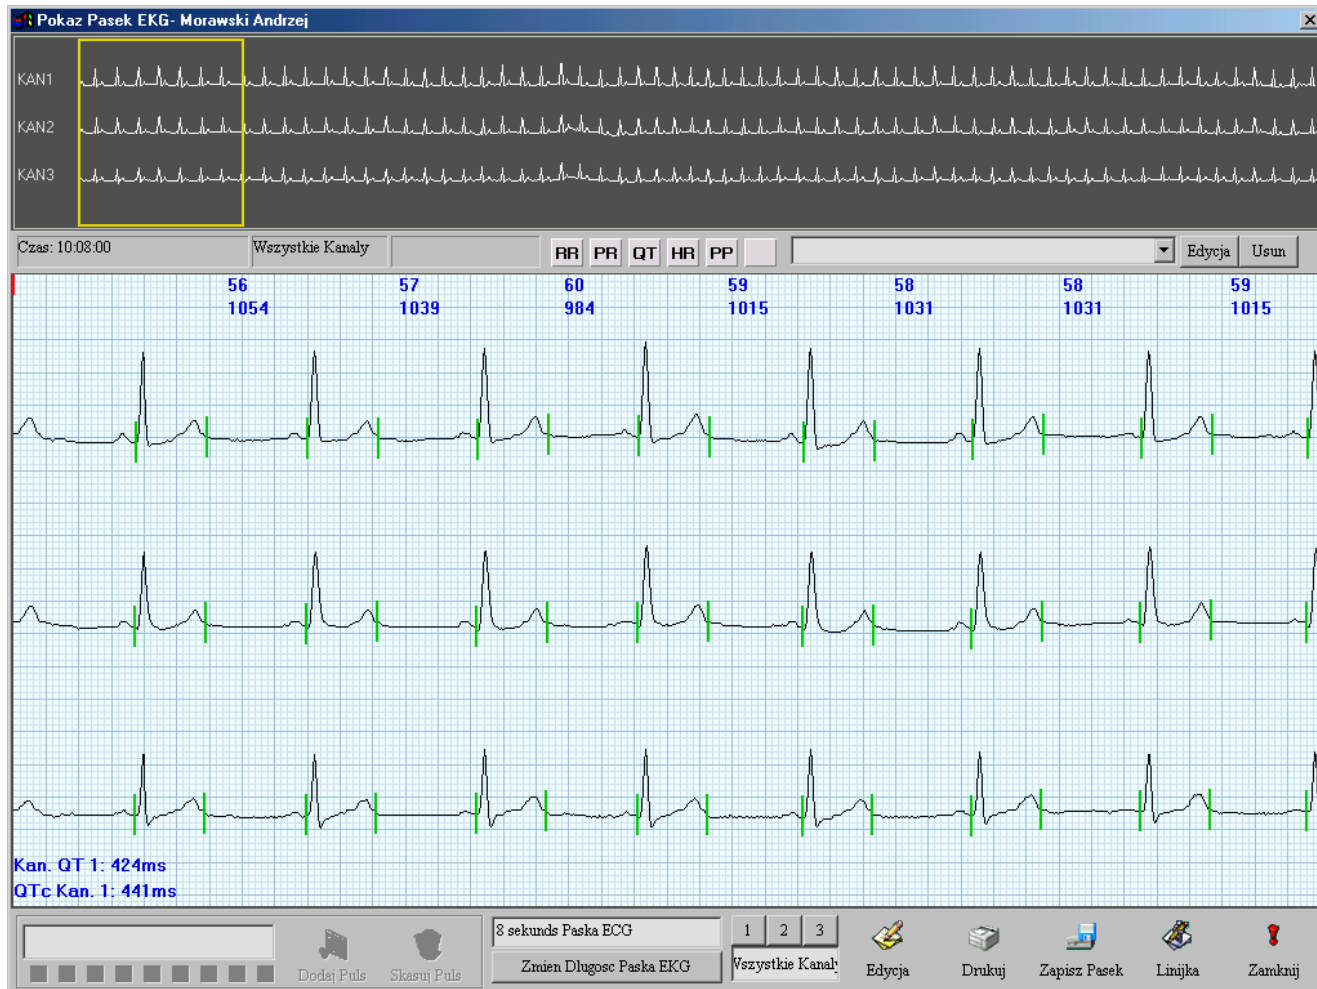 Pokaz Pasek EKG- Morawski Andrzej
KAN1
KAN2
KAN3
Czas: 10:08:00
Wszystkie Kanaly
RR PR QT HR PP
Edycja
Usun
56 57 60 59 58 58 59
1054 1039 984 1015 1031 1031 1015
Kan. QT 1: 424ms
QTc Kan. 1: 441ms
8 sekunds Paska ECG
1 2 3
Dodaj Puls
Skasuj Puls
Zmien Dlugosc Paska EKG
Wszystkie Kanaly
Edycja
Drukuj
Zapisz Pasek
Linijka
Zamknij